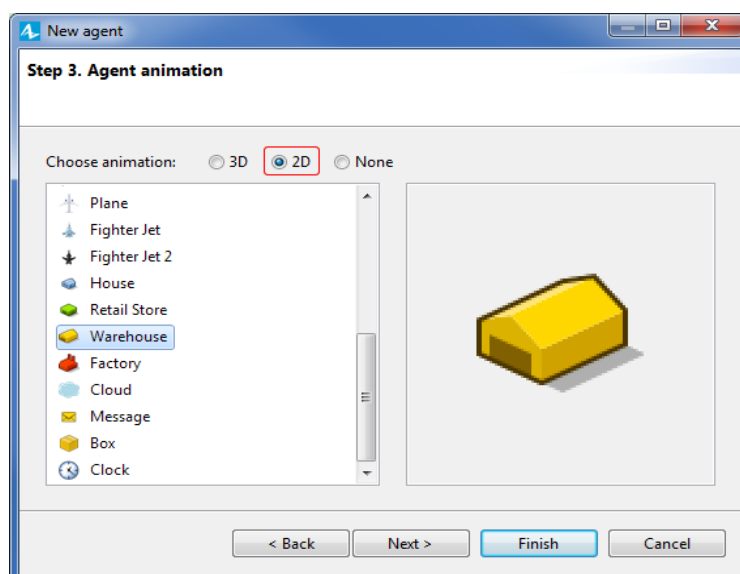 New agent
Step 3. Agent animation
Choose animation: 3D 2D None
Plane
Fighter Jet
Fighter Jet 2
House
Retail Store
Warehouse
Factory
Cloud
Message
Box
Clock
< Back Next > Finish Cancel